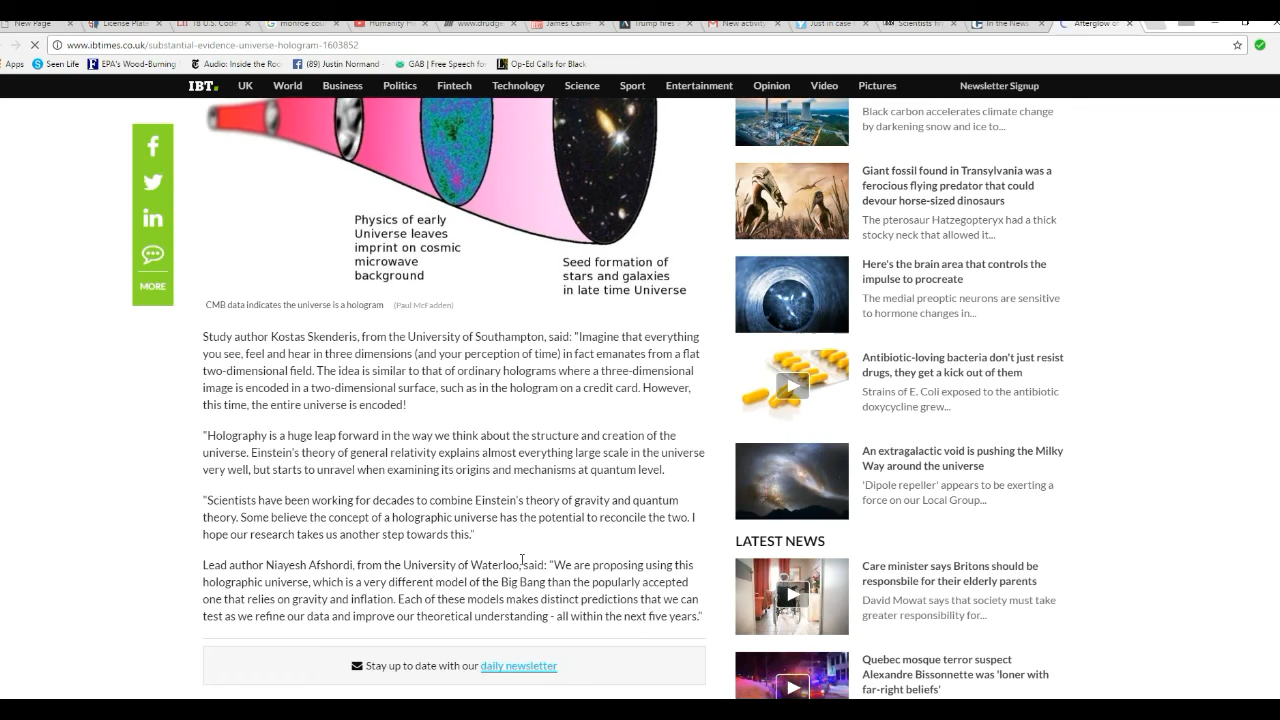 New Page
License Plate
18 U.S. Code
monroe co
Humanity H
www.drudge
James Came
Trump fires
New activity
Just in case
Scientists fin
In the News
Afterglow of
www.ibtimes.co.uk/substantial-evidence-universe-hologram-1603852
Apps
Seen Life
EPA's Wood-Burning
Audio: Inside the Roo
(89) Justin Normand
GAB | Free Speech fo
Op-Ed Calls for Black
IBT.
UK
World
Business
Politics
Fintech
Technology
Science
Sport
Entertainment
Opinion
Video
Pictures
Newsletter Signup
MORE
Physics of early
Universe leaves
imprint on cosmic
microwave
background
Seed formation of
stars and galaxies
in late time Universe
CMB data indicates the universe is a hologram (Paul McFadden)
Study author Kostas Skenderis, from the University of Southampton, said: "Imagine that everything
you see, feel and hear in three dimensions (and your perception of time) in fact emanates from a flat
two-dimensional field. The idea is similar to that of ordinary holograms where a three-dimensional
image is encoded in a two-dimensional surface, such as in the hologram on a credit card. However,
this time, the entire universe is encoded!
"Holography is a huge leap forward in the way we think about the structure and creation of the
universe. Einstein's theory of general relativity explains almost everything large scale in the universe
very well, but starts to unravel when examining its origins and mechanisms at quantum level.
"Scientists have been working for decades to combine Einstein's theory of gravity and quantum
theory. Some believe the concept of a holographic universe has the potential to reconcile the two. I
hope our research takes us another step towards this."
Lead author Niayesh Afshordi, from the University of Waterloo, said: "We are proposing using this
holographic universe, which is a very different model of the Big Bang than the popularly accepted
one that relies on gravity and inflation. Each of these models makes distinct predictions that we can
test as we refine our data and improve our theoretical understanding - all within the next five years."
Stay up to date with our daily newsletter
Black carbon accelerates climate change
by darkening snow and ice to...
Giant fossil found in Transylvania was a
ferocious flying predator that could
devour horse-sized dinosaurs
The pterosaur Hatzegopteryx had a thick
stocky neck that allowed it...
Here's the brain area that controls the
impulse to procreate
The medial preoptic neurons are sensitive
to hormone changes in...
Antibiotic-loving bacteria don't just resist
drugs, they get a kick out of them
Strains of E. Coli exposed to the antibiotic
doxycycline grew...
An extragalactic void is pushing the Milky
Way around the universe
'Dipole repeller' appears to be exerting a
force on our Local Group...
LATEST NEWS
Care minister says Britons should be
responsbile for their elderly parents
David Mowat says that society must take
greater responsibility for...
Quebec mosque terror suspect
Alexandre Bissonnette was 'loner with
far-right beliefs'